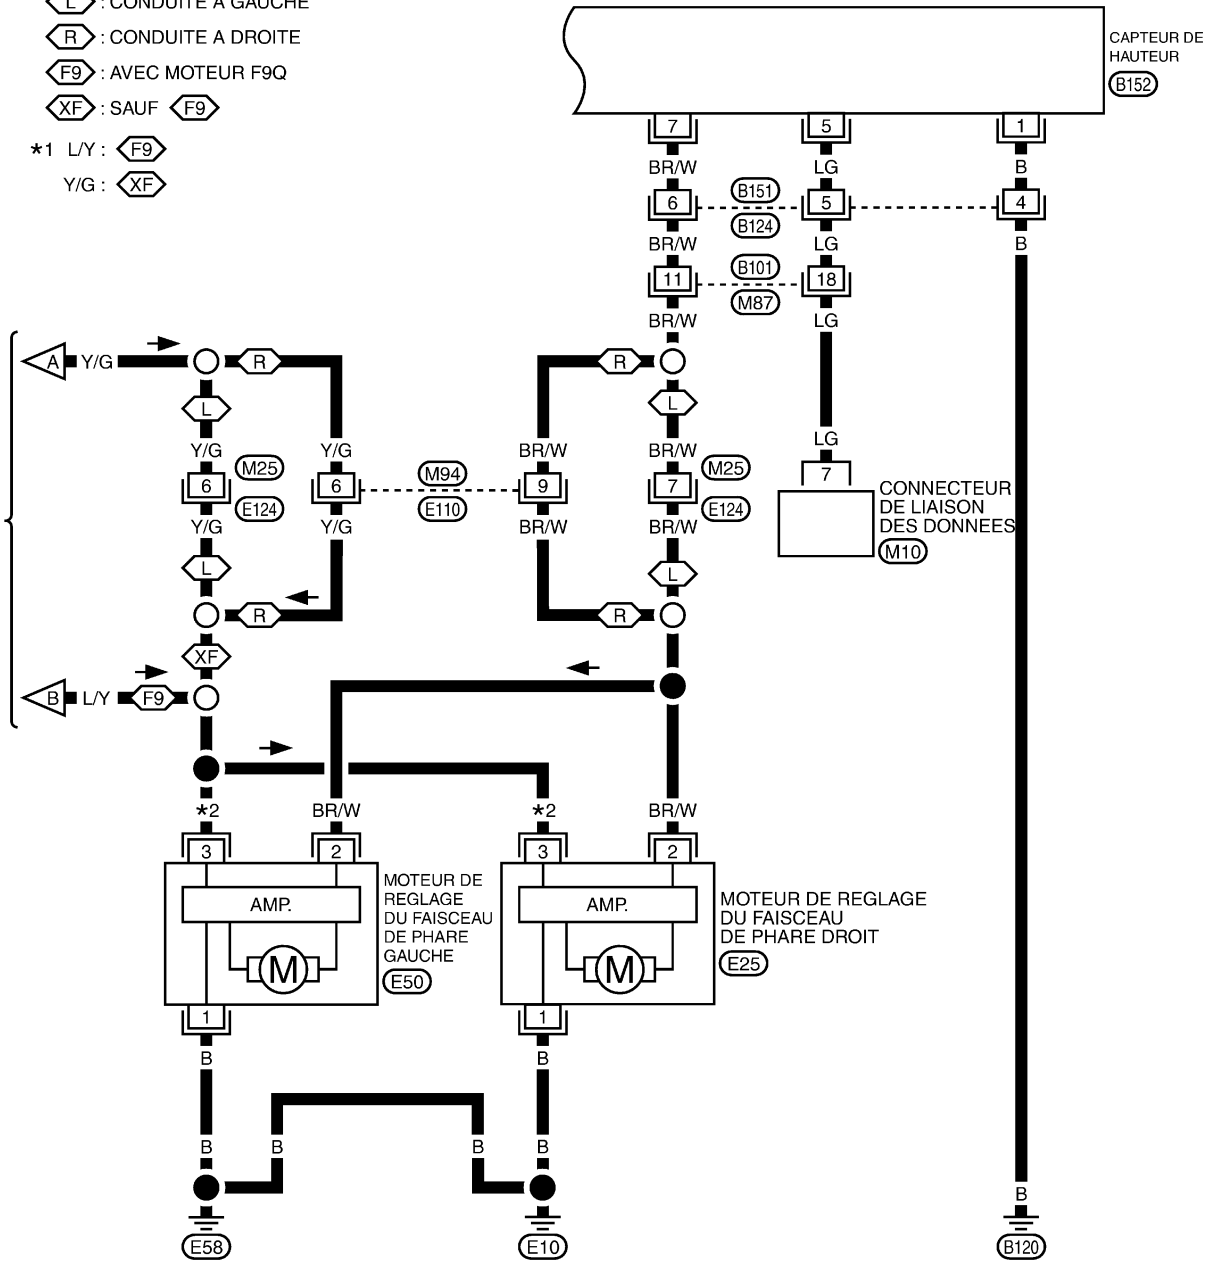 L : CONDUITE A GAUCHE
R : CONDUITE A DROITE
F9 : AVEC MOTEUR F9Q
XF : SAUF F9
*1 L/Y : F9
Y/G : XF
CAPTEUR DE
HAUTEUR
B152
7 5 1
BR/W LG B
B151
6 5 4
B124
BR/W LG B
B101
11 18
M87
BR/W LG
A Y/G R R
L L
LG
Y/G Y/G BR/W BR/W
M25 M94 M25
6 6 9 7 7
E124 E110 E124
Y/G Y/G BR/W BR/W
CONNECTEUR
DE LIAISON
DES DONNEES
M10
L L
R R
XF
B L/Y F9
*2 BR/W *2 BR/W
3 2 3 2
AMP. AMP.
M M
MOTEUR DE
REGLAGE
DU FAISCEAU
DE PHARE
GAUCHE
E50
MOTEUR DE REGLAGE
DU FAISCEAU
DE PHARE DROIT
E25
1 1
B B
B B B B
B
E58 E10 B120